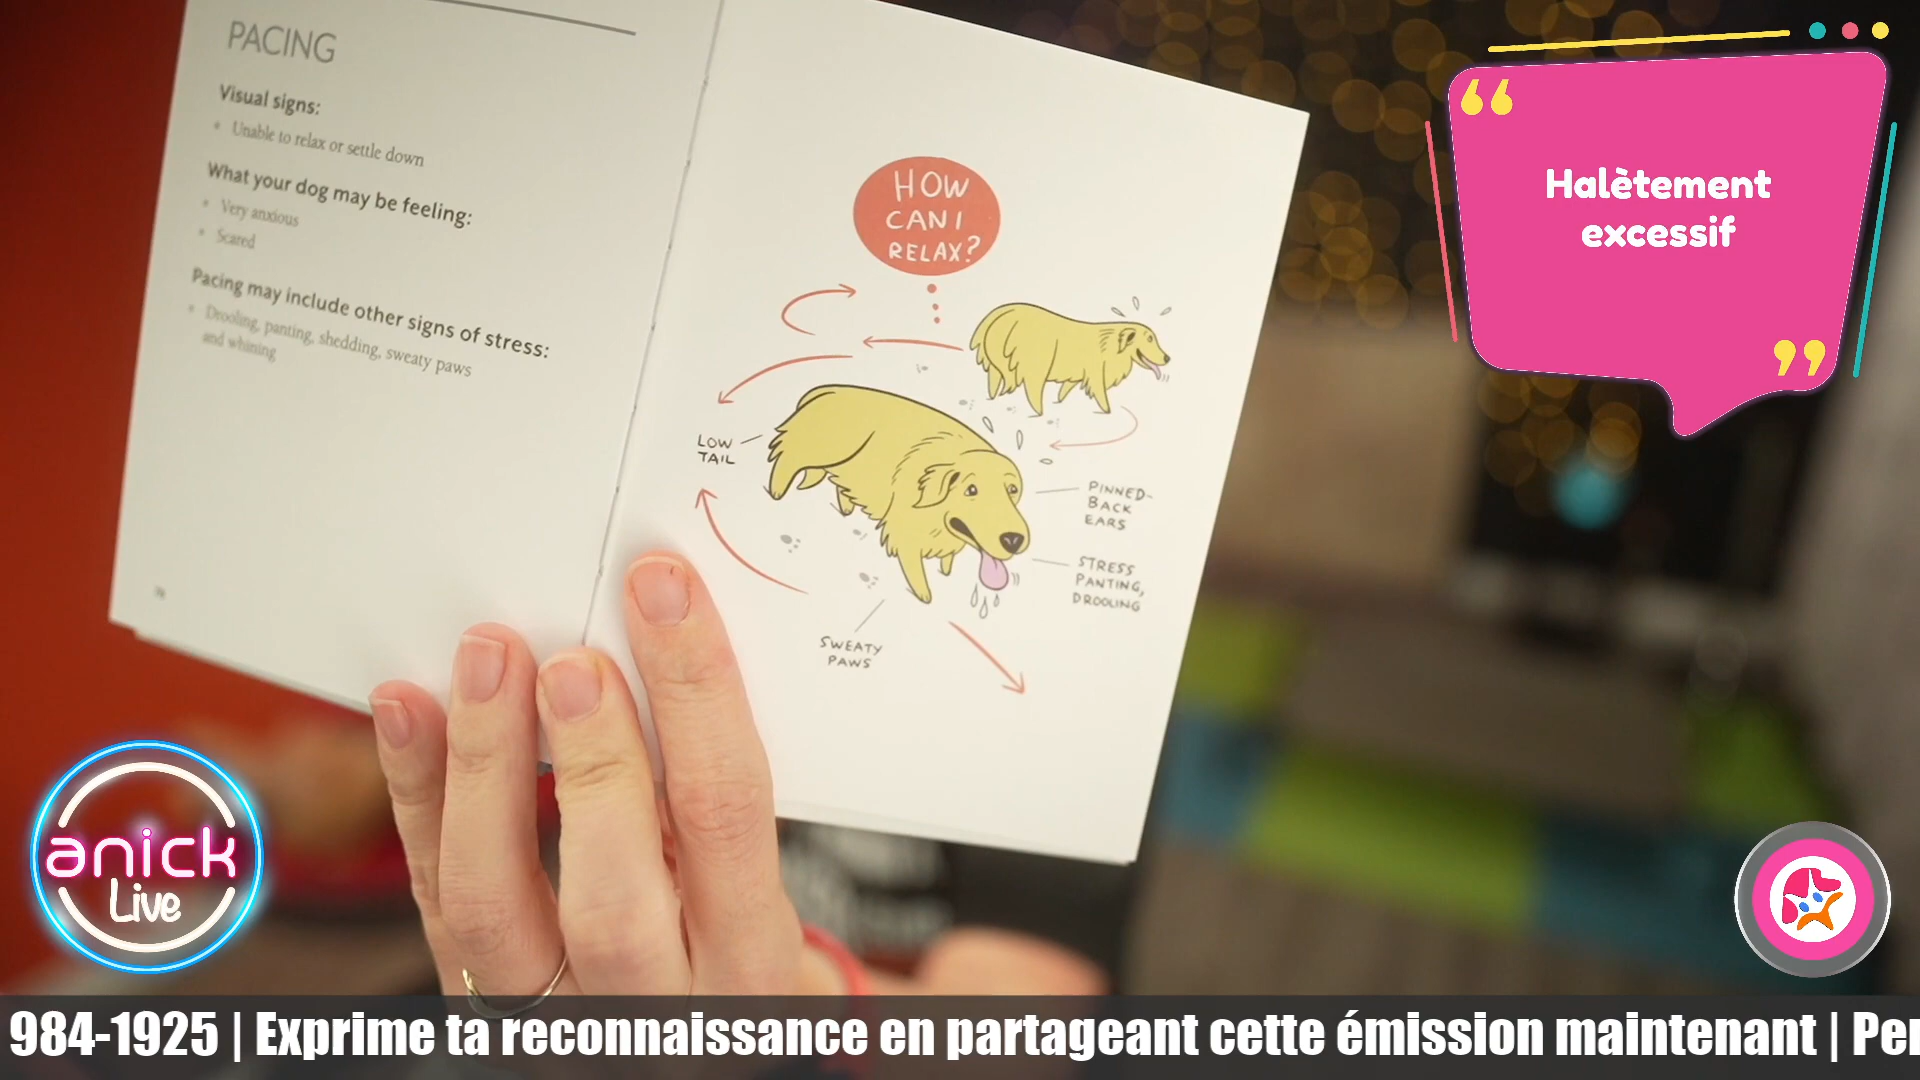 PACING
Visual signs:
Unable to relax or settle down
What your dog may be feeling:
Very anxious
Scared
Pacing may include other signs of stress:
Drooling, panting, shedding, sweaty paws
and whining
HOW
CAN I
RELAX?
LOW
TAIL
PINNED-
BACK
EARS
STRESS
PANTING,
DROOLING
SWEATY
PAWS
Halètement
excessif
anick
Live
984-1925 | Exprime ta reconnaissance en partageant cette émission maintenant | Per